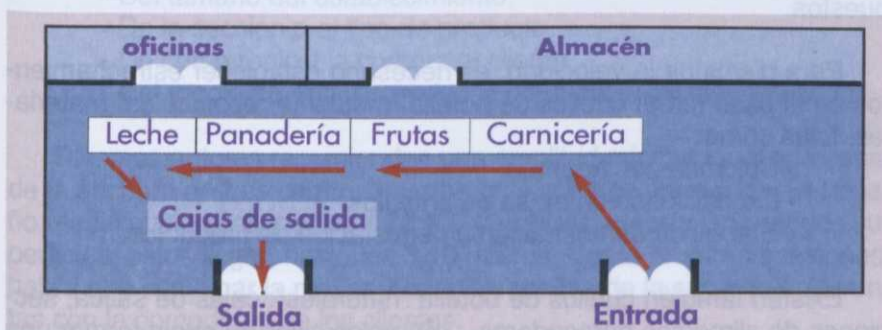 oficinas Almacén
Leche Panadería Frutas Carnicería
Cajas de salida
Salida Entrada